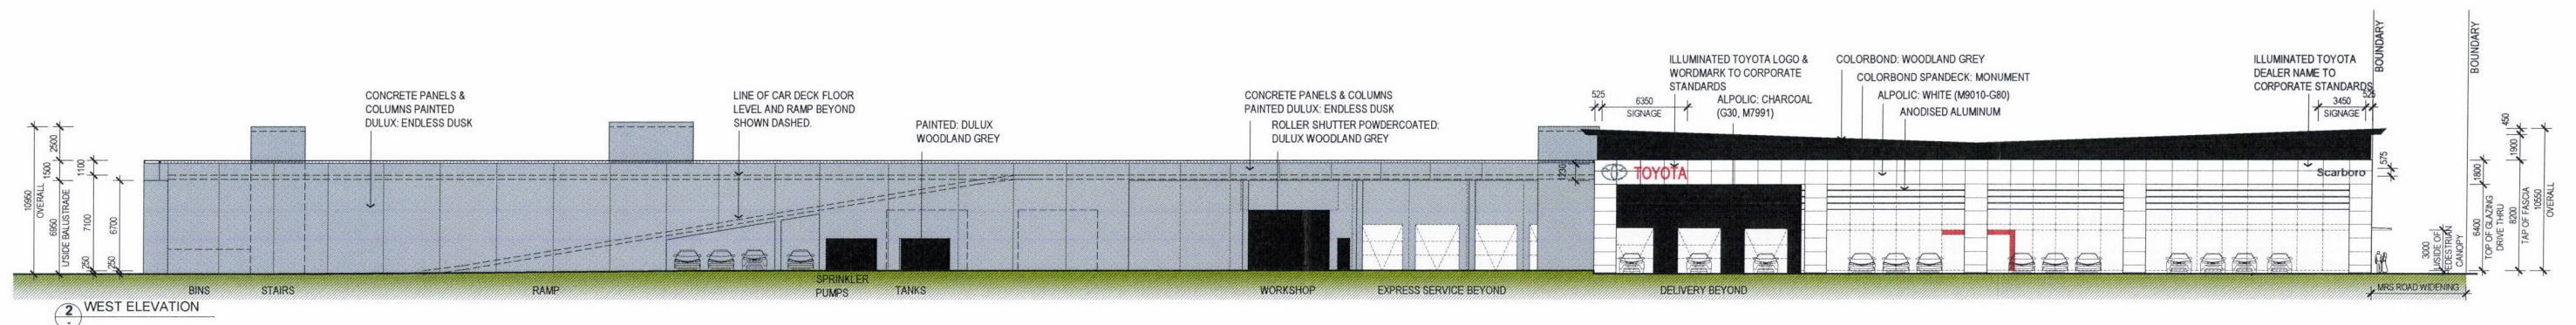 10950
OVERALL
2500
1500
6950
U/SIDE BALUSTRADE
1100
7100
250
6700
250
CONCRETE PANELS &
COLUMNS PAINTED
DULUX: ENDLESS DUSK
LINE OF CAR DECK FLOOR
LEVEL AND RAMP BEYOND
SHOWN DASHED.
PAINTED: DULUX
WOODLAND GREY
CONCRETE PANELS & COLUMNS
PAINTED DULUX: ENDLESS DUSK
ROLLER SHUTTER POWDERCOATED:
DULUX WOODLAND GREY
525
6350
SIGNAGE
ILLUMINATED TOYOTA LOGO &
WORDMARK TO CORPORATE
STANDARDS
ALPOLIC: CHARCOAL
(G30, M7991)
COLORBOND: WOODLAND GREY
COLORBOND SPANDECK: MONUMENT
ALPOLIC: WHITE (M9010-G80)
ANODISED ALUMINUM
ILLUMINATED TOYOTA
DEALER NAME TO
CORPORATE STANDARDS
525
3450
SIGNAGE
BOUNDARY
BOUNDARY
1230
TOYOTA
Scarboro
575
3000
U/SIDE OF
PEDESTRIAN
CANOPY
1800
6400
TOP OF GLAZING
DRIVE THRU
450
1900
8200
TAP OF FASCIA
10550
OVERALL
BINS
STAIRS
RAMP
SPRINKLER
PUMPS
TANKS
WORKSHOP
EXPRESS SERVICE BEYOND
DELIVERY BEYOND
MRS ROAD WIDENING
2 WEST ELEVATION